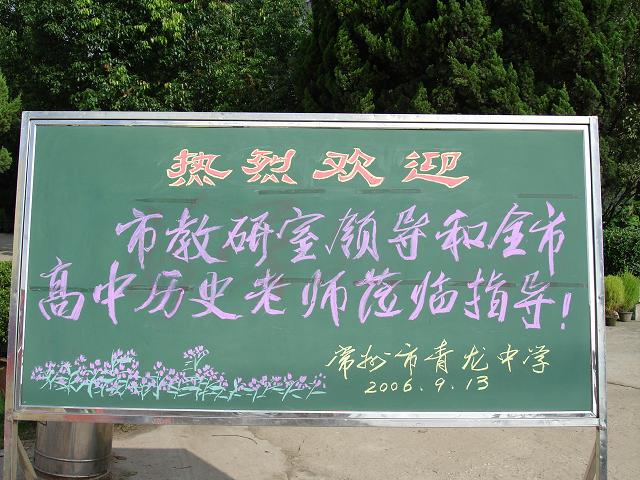 热烈欢迎
市教研室领导和全市
高中历史老师莅临指导!
常州市青龙中学
2006.9.13